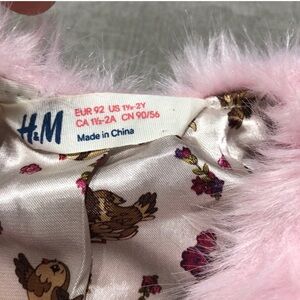 H&M
EUR 92 US 1½-2Y
CA 1½-2A CN 90/56
Made in China